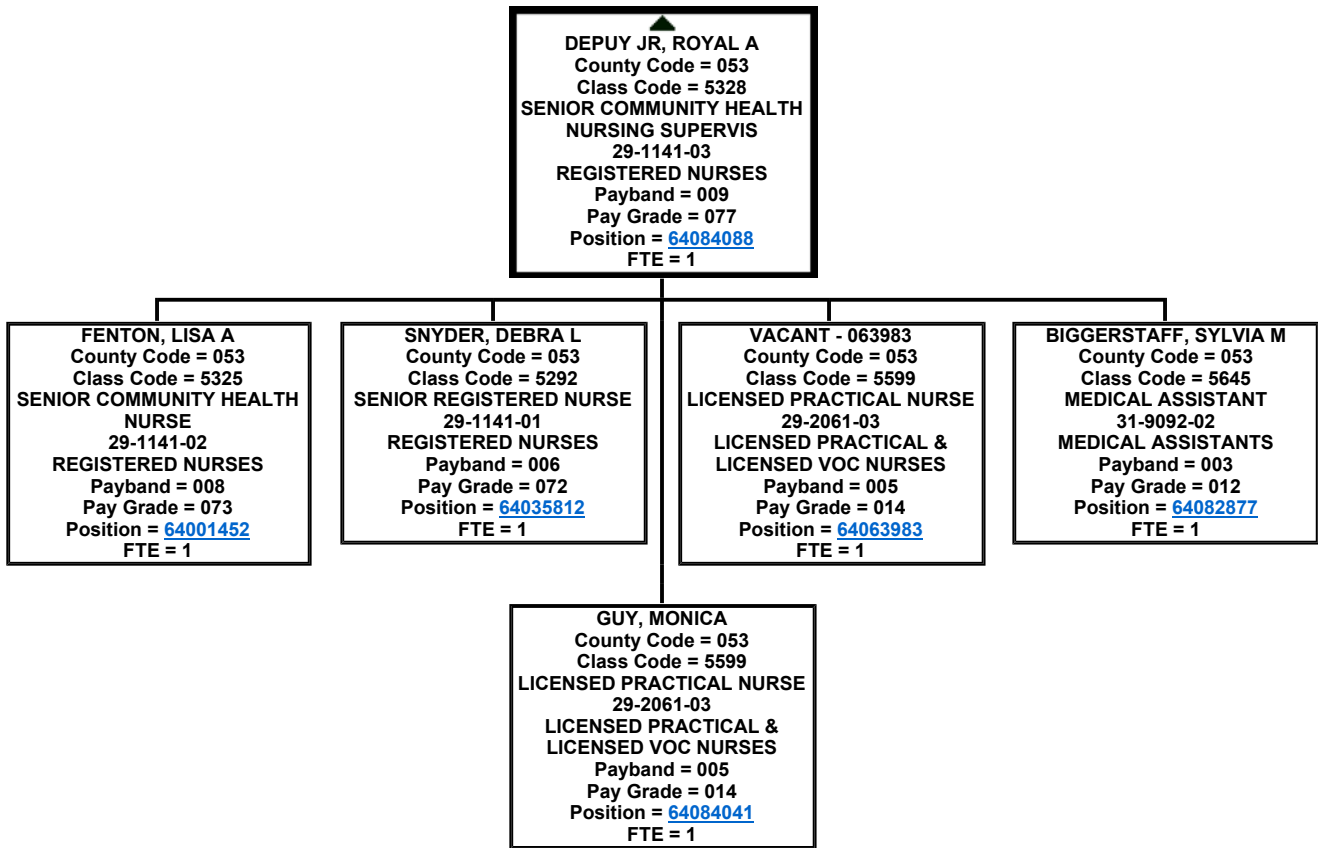 DEPUY JR, ROYAL A
County Code = 053
Class Code = 5328
SENIOR COMMUNITY HEALTH
NURSING SUPERVIS
29-1141-03
REGISTERED NURSES
Payband = 009
Pay Grade = 077
Position = 64084088
FTE = 1
FENTON, LISA A
County Code = 053
Class Code = 5325
SENIOR COMMUNITY HEALTH
NURSE
29-1141-02
REGISTERED NURSES
Payband = 008
Pay Grade = 073
Position = 64001452
FTE = 1
SNYDER, DEBRA L
County Code = 053
Class Code = 5292
SENIOR REGISTERED NURSE
29-1141-01
REGISTERED NURSES
Payband = 006
Pay Grade = 072
Position = 64035812
FTE = 1
VACANT - 063983
County Code = 053
Class Code = 5599
LICENSED PRACTICAL NURSE
29-2061-03
LICENSED PRACTICAL &
LICENSED VOC NURSES
Payband = 005
Pay Grade = 014
Position = 64063983
FTE = 1
BIGGERSTAFF, SYLVIA M
County Code = 053
Class Code = 5645
MEDICAL ASSISTANT
31-9092-02
MEDICAL ASSISTANTS
Payband = 003
Pay Grade = 012
Position = 64082877
FTE = 1
GUY, MONICA
County Code = 053
Class Code = 5599
LICENSED PRACTICAL NURSE
29-2061-03
LICENSED PRACTICAL &
LICENSED VOC NURSES
Payband = 005
Pay Grade = 014
Position = 64084041
FTE = 1